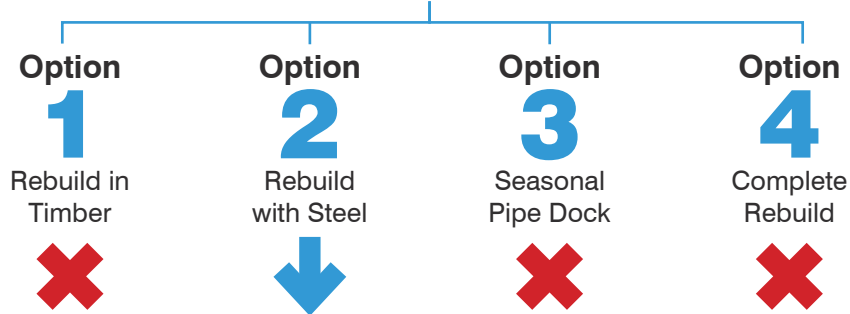 Option
1
Rebuild in
Timber
Option
2
Rebuild
with Steel
Option
3
Seasonal
Pipe Dock
Option
4
Complete
Rebuild